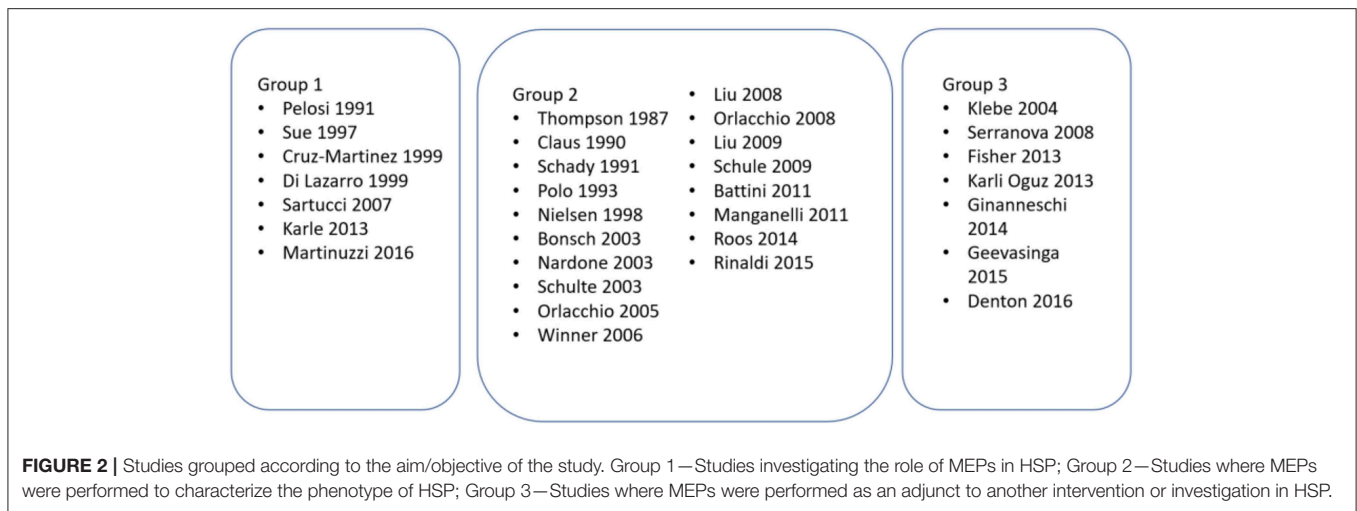 Group 1
• Pelosi 1991
• Sue 1997
• Cruz-Martinez 1999
• Di Lazarro 1999
• Sartucci 2007
• Karle 2013
• Martinuzzi 2016
Group 2
• Thompson 1987
• Claus 1990
• Schady 1991
• Polo 1993
• Nielsen 1998
• Bonsch 2003
• Nardone 2003
• Schulte 2003
• Orlacchio 2005
• Winner 2006
• Liu 2008
• Orlacchio 2008
• Liu 2009
• Schule 2009
• Battini 2011
• Manganelli 2011
• Roos 2014
• Rinaldi 2015
Group 3
• Klebe 2004
• Serranova 2008
• Fisher 2013
• Karli Oguz 2013
• Ginanneschi
2014
• Geevasinga
2015
• Denton 2016
FIGURE 2 | Studies grouped according to the aim/objective of the study. Group 1—Studies investigating the role of MEPs in HSP; Group 2—Studies where MEPs
were performed to characterize the phenotype of HSP; Group 3—Studies where MEPs were performed as an adjunct to another intervention or investigation in HSP.